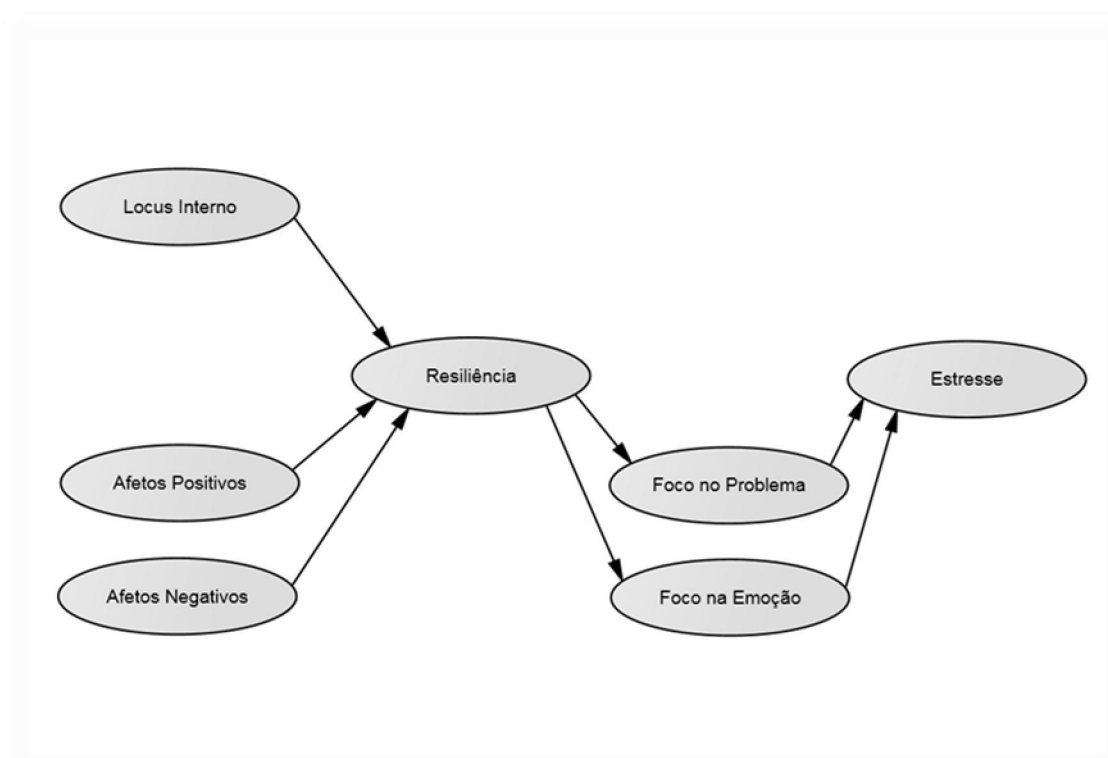 Locus Interno
Resiliência
Estresse
Afetos Positivos
Foco no Problema
Afetos Negativos
Foco na Emoção